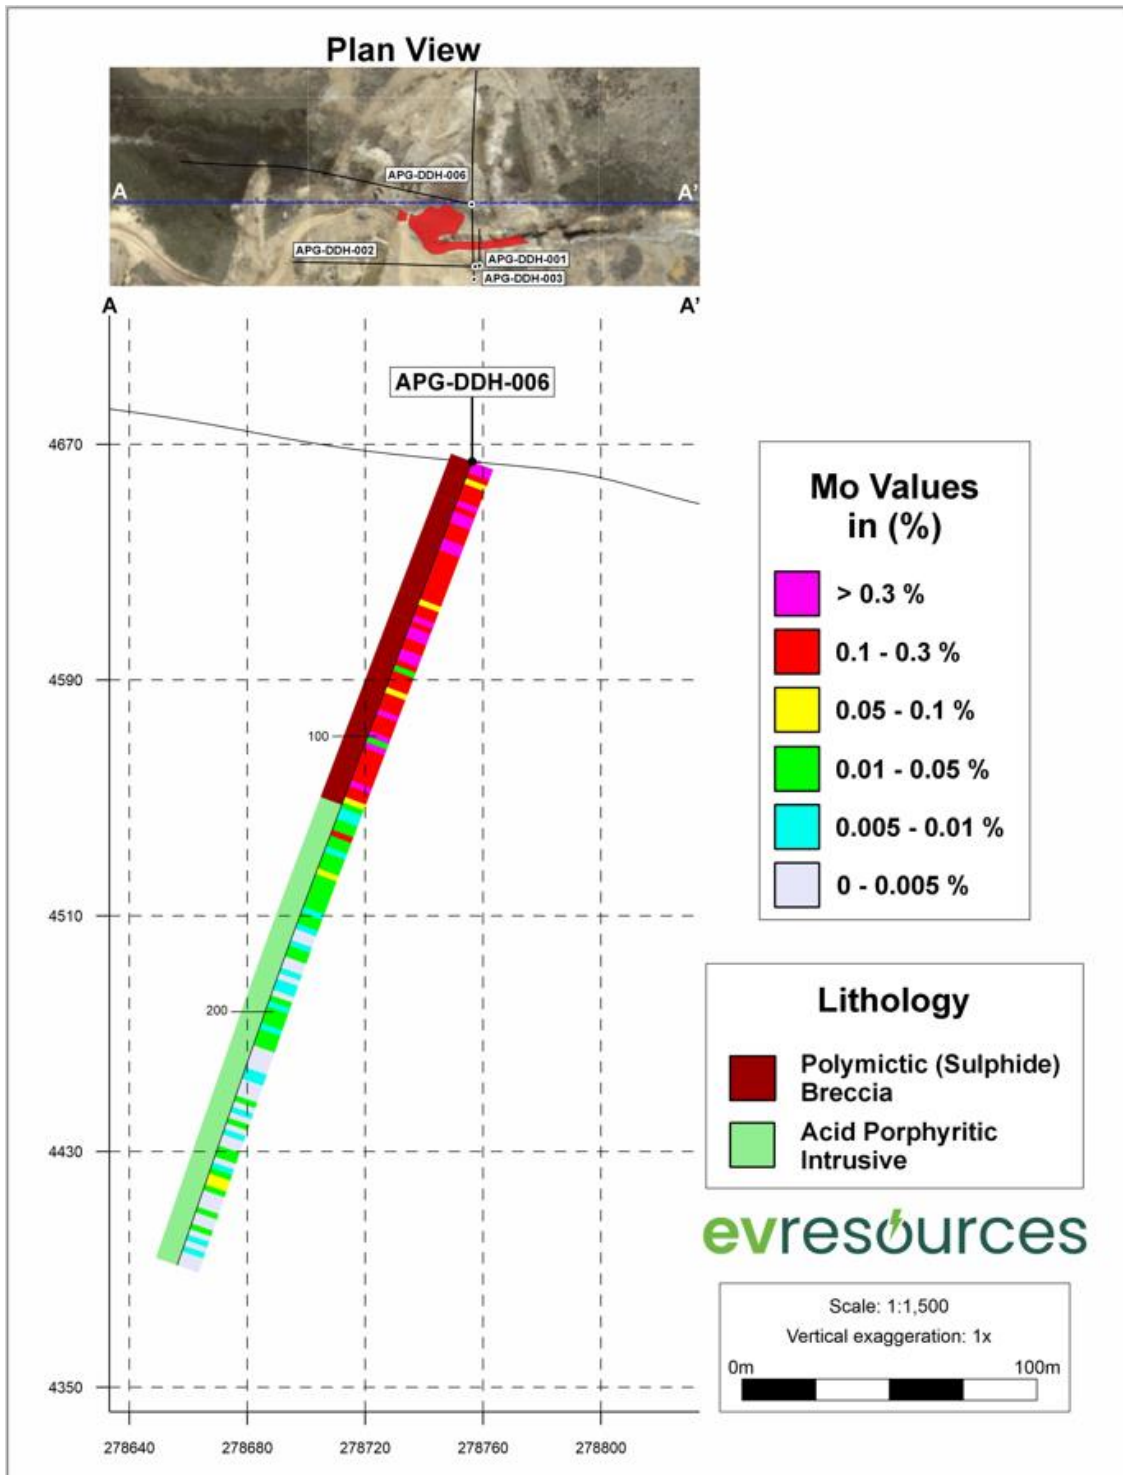 Plan View
APG-DDH-006
A
A'
APG-DDH-002
APG-DDH-001
APG-DDH-003
A
A'
APG-DDH-006
4670
4590
100
4510
200
4430
4350
278640
278680
278720
278760
278800
Mo Values
in (%)
> 0.3 %
0.1 - 0.3 %
0.05 - 0.1 %
0.01 - 0.05 %
0.005 - 0.01 %
0 - 0.005 %
Lithology
Polymictic (Sulphide)
Breccia
Acid Porphyritic
Intrusive
evresources
Scale: 1:1,500
Vertical exaggeration: 1x
0m
100m